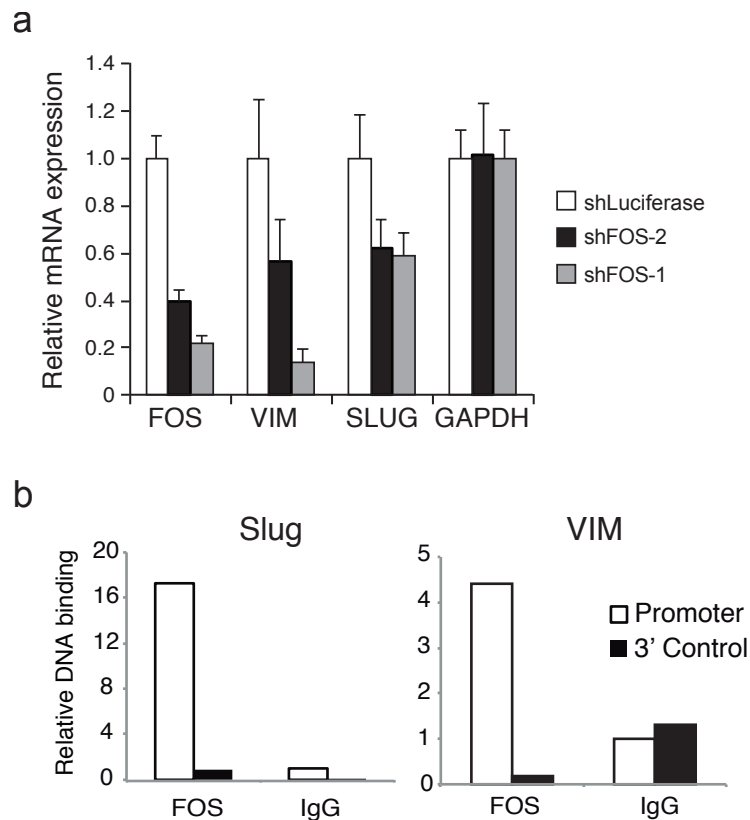 a
Relative mRNA expression
1.4
1.2
1.0
0.8
0.6
0.4
0.2
0
FOS VIM SLUG GAPDH
shLuciferase
shFOS-2
shFOS-1
b
Slug
Relative DNA binding
20
16
12
8
4
0
FOS IgG
VIM
5
4
3
2
1
0
FOS IgG
Promoter
3' Control